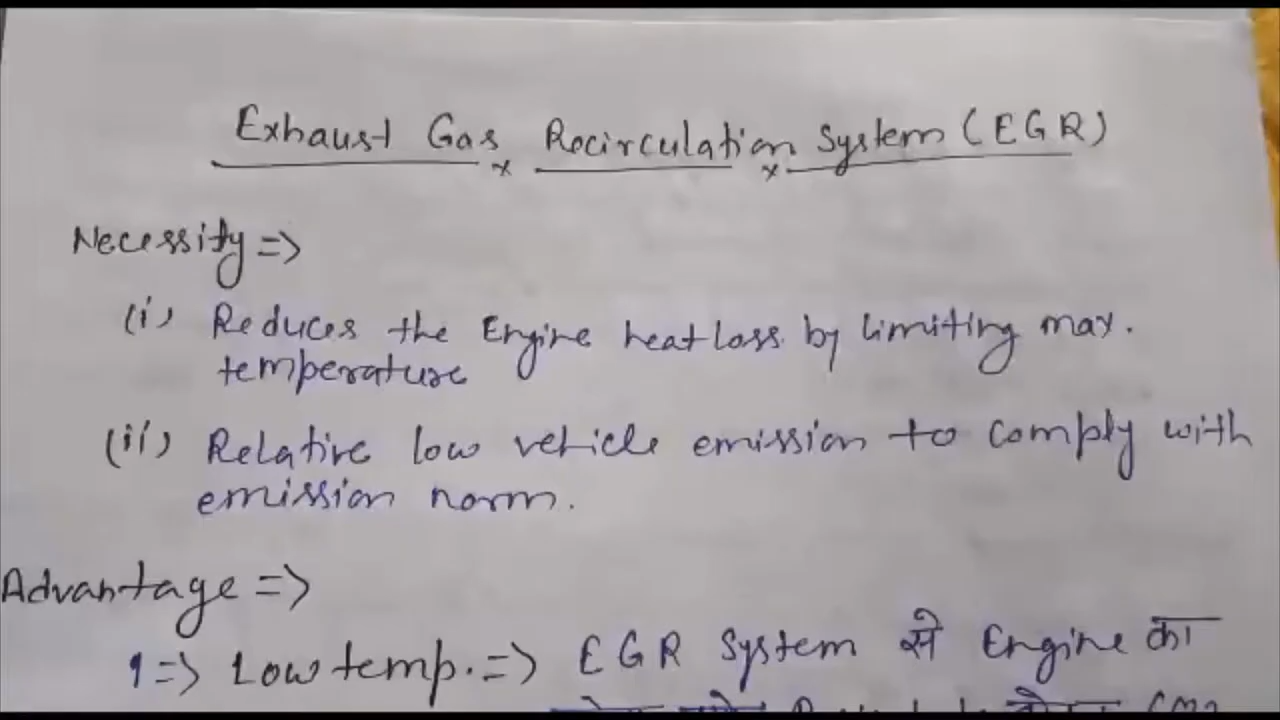 Exhaust Gas Recirculation System (EGR)
Necessity =>
(i) Reduces the Engine heat loss by limiting max.
temperature
(ii) Relative low vehicle emission to comply with
emission norm.
Advantage =>
1 => Low temp. => EGR System से Engine का